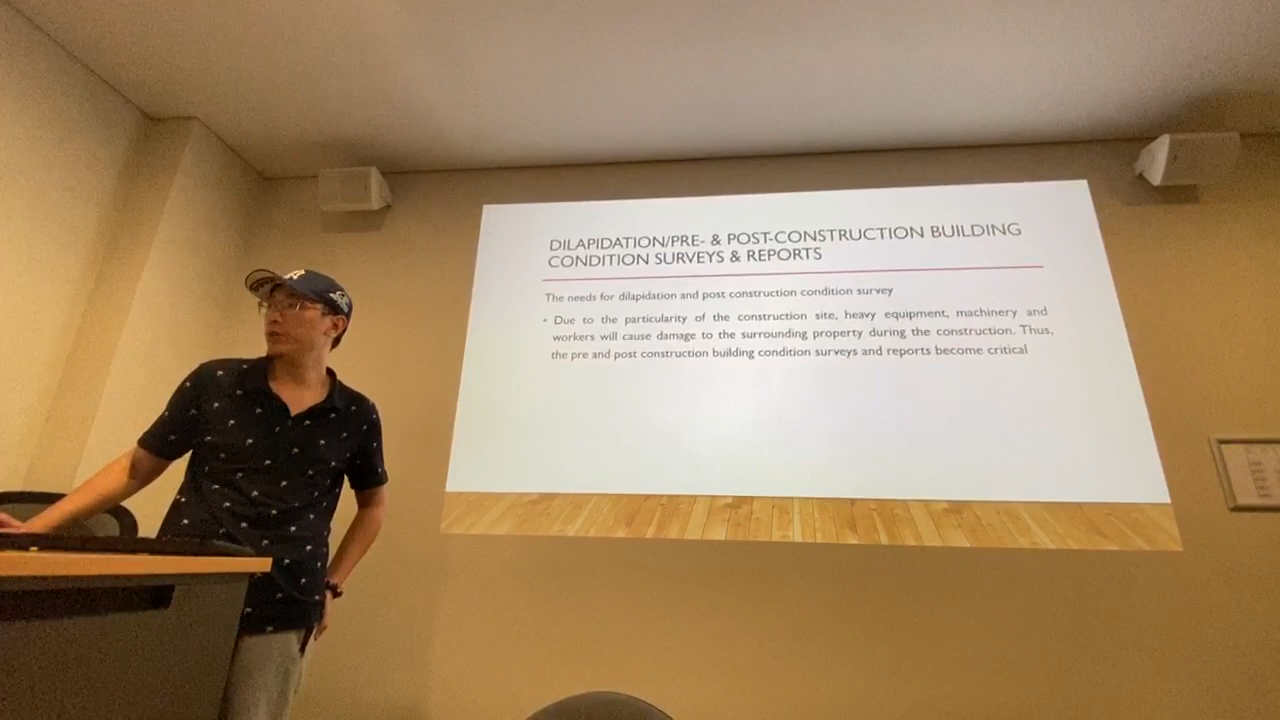 DILAPIDATION/PRE- & POST-CONSTRUCTION BUILDING
CONDITION SURVEYS & REPORTS
The needs for dilapidation and post construction condition survey
• Due to the particularity of the construction site, heavy equipment, machinery and
workers will cause damage to the surrounding property during the construction. Thus,
the pre and post construction building condition surveys and reports become critical